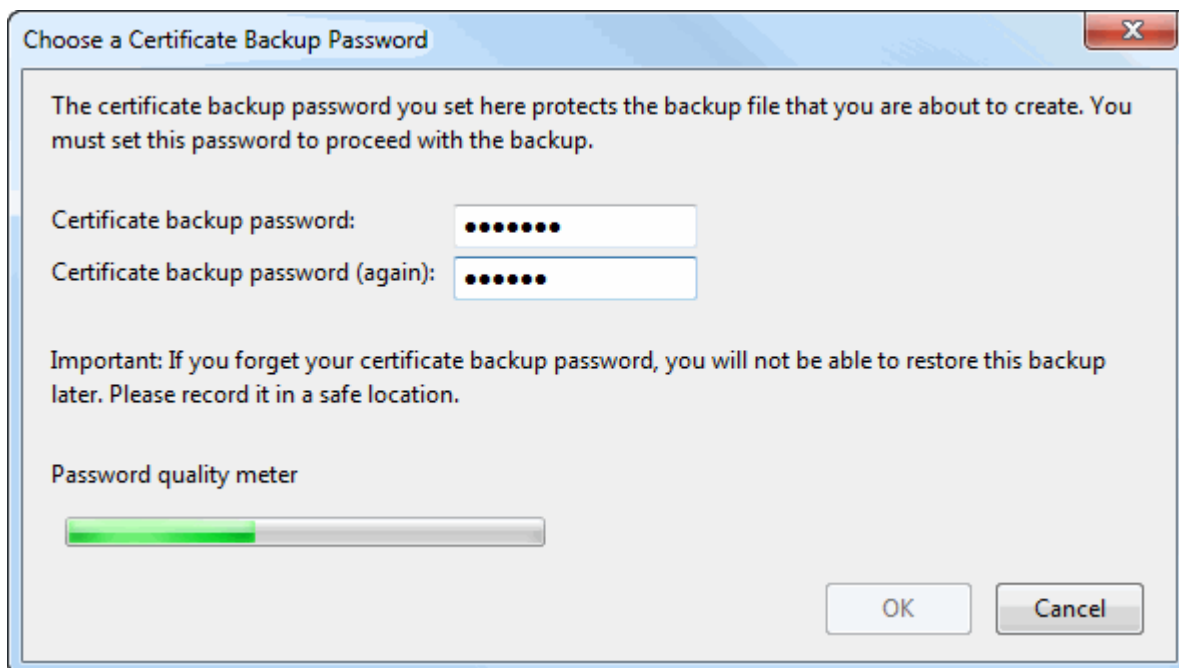 Choose a Certificate Backup Password
The certificate backup password you set here protects the backup file that you are about to create. You
must set this password to proceed with the backup.
Certificate backup password: •••••••
Certificate backup password (again): ••••••
Important: If you forget your certificate backup password, you will not be able to restore this backup
later. Please record it in a safe location.
Password quality meter
OK Cancel